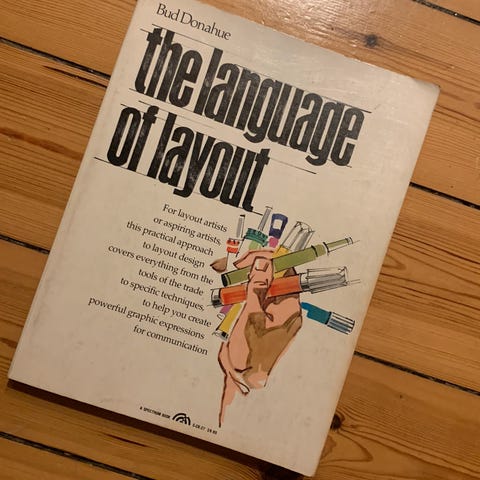 Bud Donahue
the language
of layout
For layout artists
or aspiring artists,
this practical approach
to layout design
covers everything from the
tools of the trade
to specific techniques,
to help you create
powerful graphic expressions
for communication
A SPECTRUM BOOK